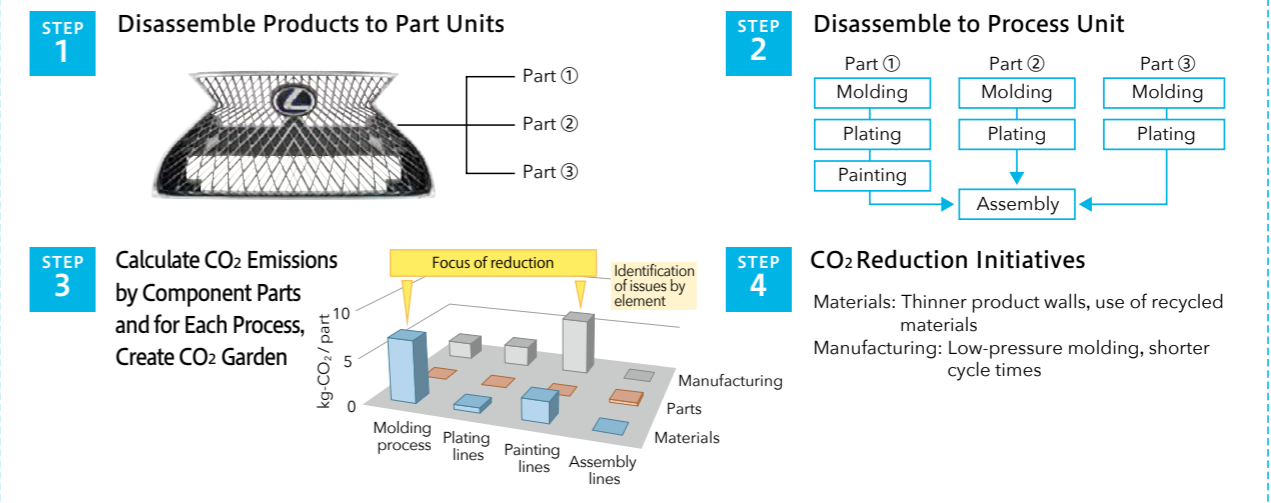 STEP
1
Disassemble Products to Part Units
Part ①
Part ②
Part ③
STEP
2
Disassemble to Process Unit
Part ①
Part ②
Part ③
Molding
Molding
Molding
Plating
Plating
Plating
Painting
Assembly
STEP
3
Calculate CO2 Emissions
by Component Parts
and for Each Process,
Create CO2 Garden
Focus of reduction
Identification
of issues by
element
kg-CO2 / part
10
5
0
Manufacturing
Parts
Materials
Molding
process
Plating
lines
Painting
lines
Assembly
lines
STEP
4
CO2 Reduction Initiatives
Materials: Thinner product walls, use of recycled
materials
Manufacturing: Low-pressure molding, shorter
cycle times